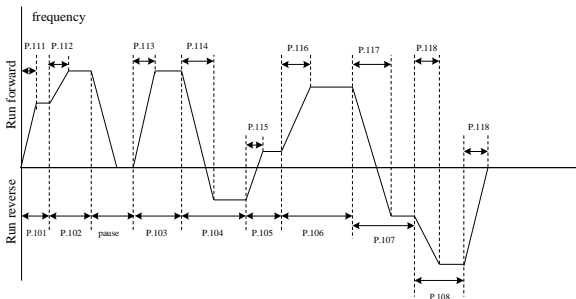 frequency
P.111 P.112 P.113 P.114 P.116 P.117 P.118
P.115 P.118
Run forward
Run reverse
P.101 P.102 pause P.103 P.104 P.105 P.106 P.107
P.108